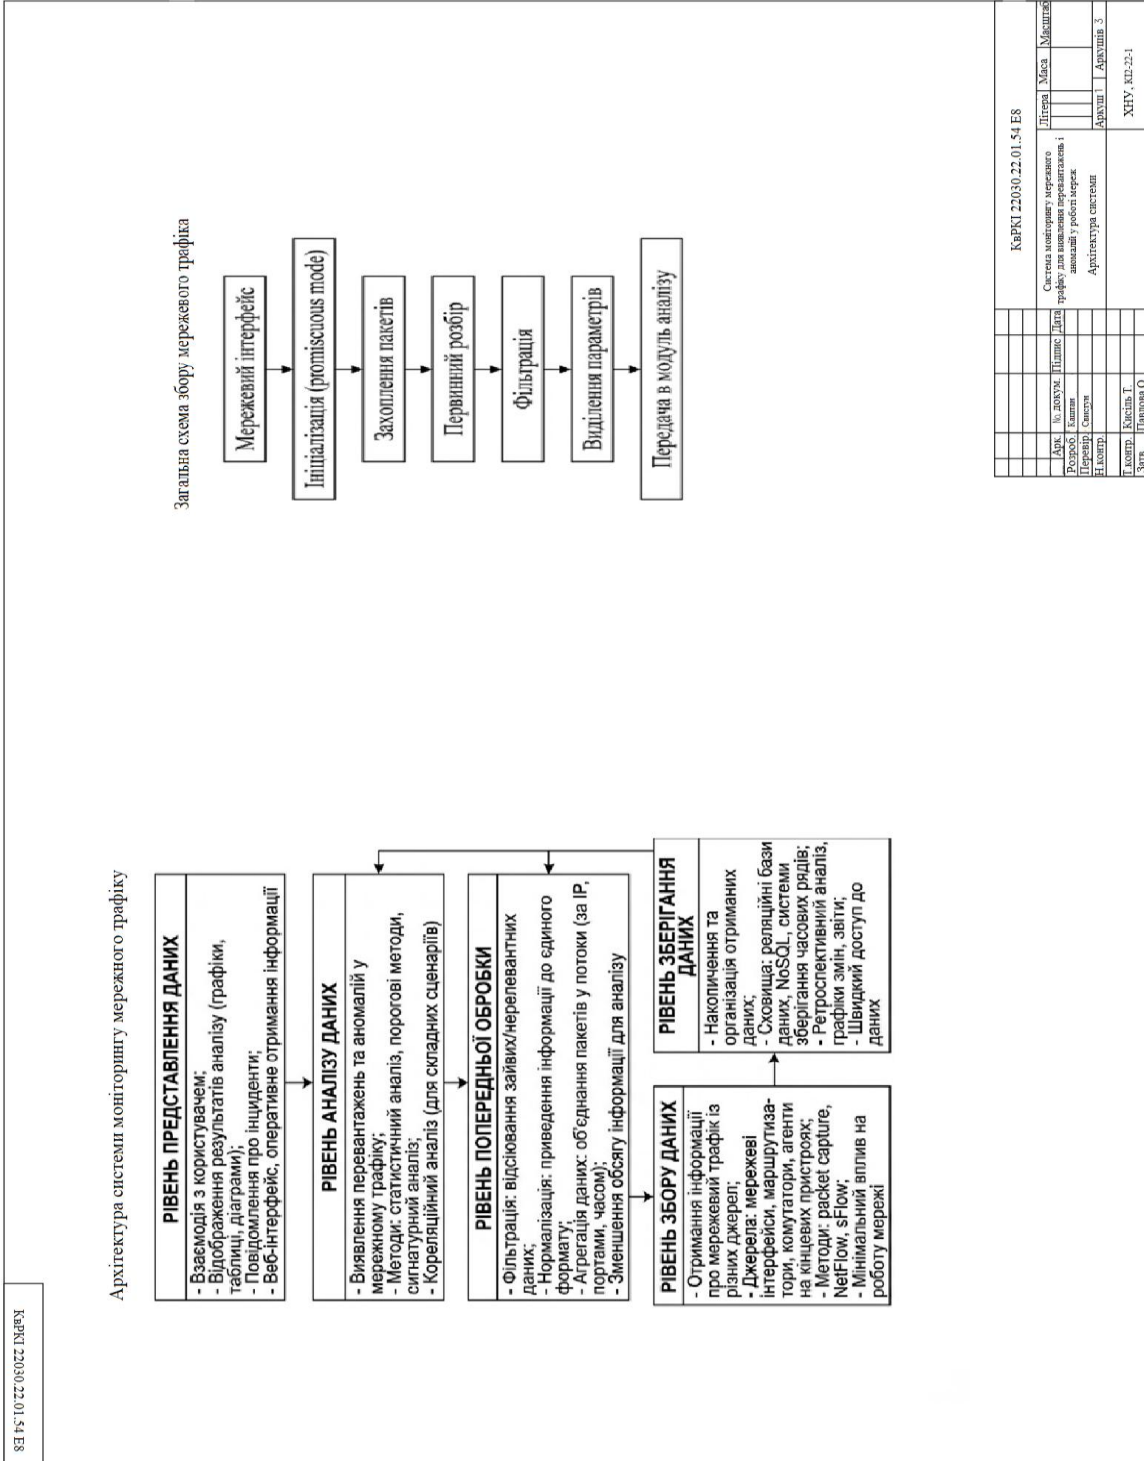 КвРКІ 22030.22.01.54 Е8
Архітектура системи моніторингу мережного трафіку
РІВЕНЬ ПРЕДСТАВЛЕННЯ ДАНИХ
- Взаємодія з користувачем;
- Відображення результатів аналізу (графіки,
таблиці, діаграми);
- Повідомлення про інциденти;
- Веб-інтерфейс, оперативне отримання інформації
РІВЕНЬ АНАЛІЗУ ДАНИХ
- Виявлення перевантажень та аномалій у
мережному трафіку;
- Методи: статистичний аналіз, порогові методи,
сигнатурний аналіз;
- Кореляційний аналіз (для складних сценаріїв)
РІВЕНЬ ПОПЕРЕДНЬОЇ ОБРОБКИ
- Фільтрація: відсіювання зайвих/нерелевантних
даних;
- Нормалізація: приведення інформації до єдиного
формату;
- Агрегація даних: об'єднання пакетів у потоки (за IP,
портами, часом);
- Зменшення обсягу інформації для аналізу
РІВЕНЬ ЗБОРУ ДАНИХ
- Отримання інформації
про мережевий трафік із
різних джерел;
- Джерела: мережеві
інтерфейси, маршрутиза-
тори, комутатори, агенти
на кінцевих пристроях;
- Методи: packet capture,
NetFlow, sFlow;
- Мінімальний вплив на
роботу мережі
РІВЕНЬ ЗБЕРІГАННЯ
ДАНИХ
- Накопичення та
організація отриманих
даних;
- Сховища: реляційні бази
даних, NoSQL, системи
зберігання часових рядів;
- Ретроспективний аналіз,
графіки змін, звіти;
- Швидкий доступ до
даних
Загальна схема збору мережевого трафіка
Мережевий інтерфейс
Ініціалізація (promiscuous mode)
Захоплення пакетів
Первинний розбір
Фільтрація
Виділення параметрів
Передача в модуль аналізу
КвРКІ 22030.22.01.54 Е8
Арк. № докум. Підпис Дата
Розроб. Каштан
Перевір. Свистун
Н.контр.
Т.контр. Кисіль Т.
Затв. Павлова О.
Система моніторингу мережного
трафіку для виявлення перевантажень і
аномалій у роботі мереж
Архітектура системи
Літера Маса Масштаб
Аркуш 1 Аркушів 3
ХНУ, КІ2-22-1